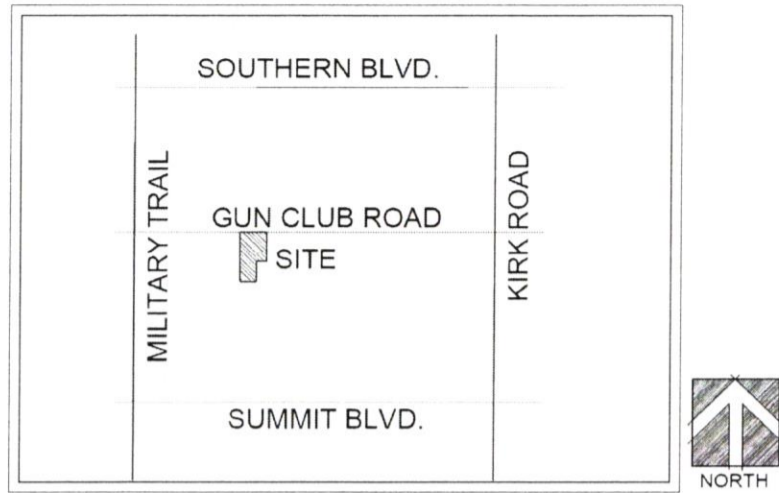 SOUTHERN BLVD.
MILITARY TRAIL
GUN CLUB ROAD
SITE
KIRK ROAD
SUMMIT BLVD.
NORTH